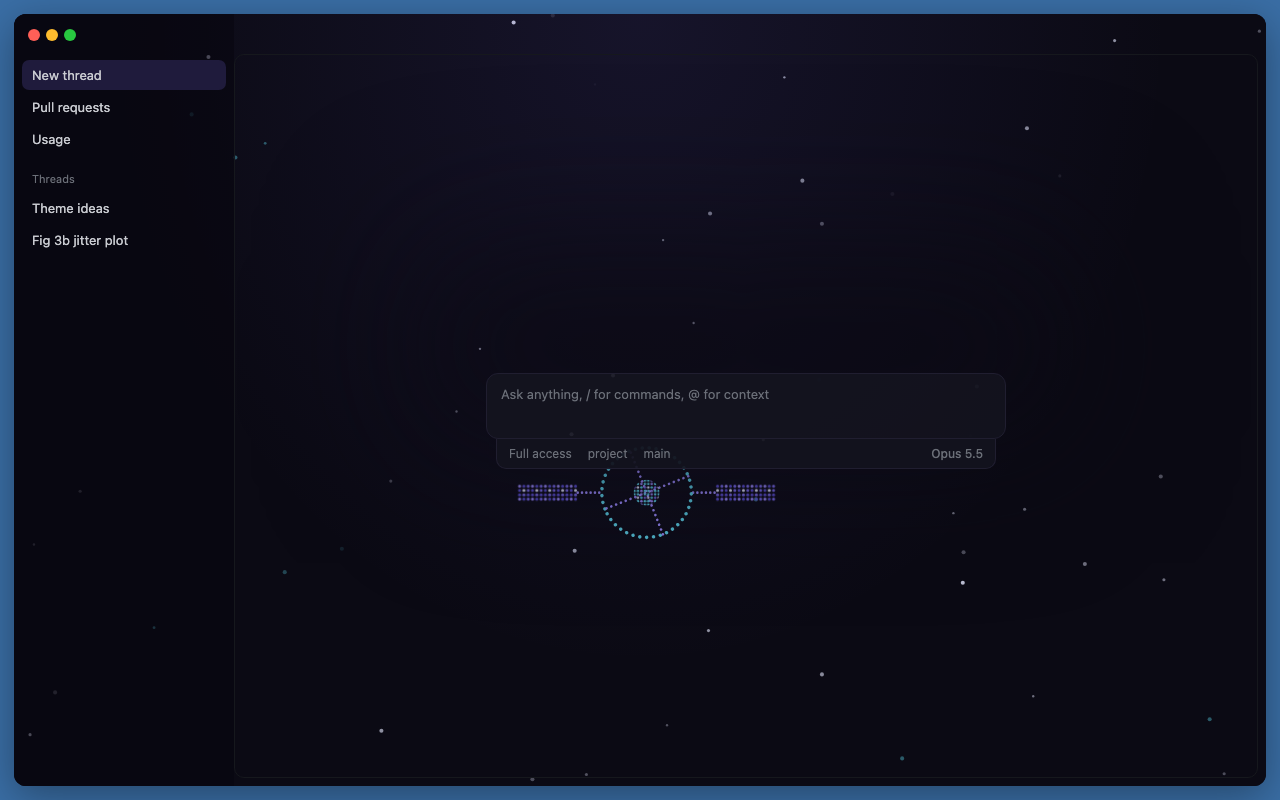 New thread
Pull requests
Usage
Threads
Theme ideas
Fig 3b jitter plot
Ask anything, / for commands, @ for context
Full access project main Opus 5.5